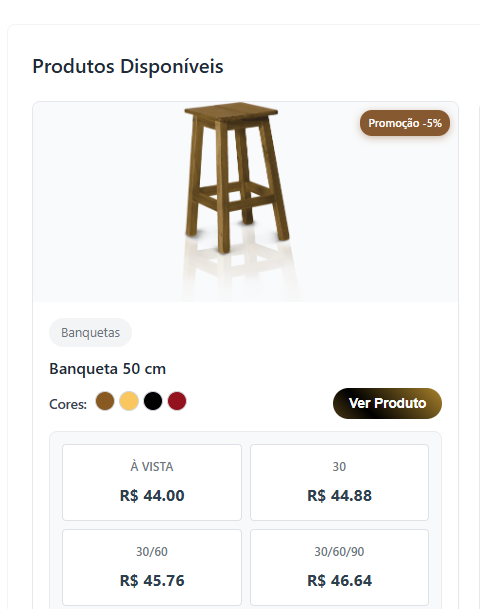 Produtos Disponíveis
Promoção -5%
Banquetas
Banqueta 50 cm
Cores:
Ver Produto
À VISTA
30
R$ 44.00
R$ 44.88
30/60
30/60/90
R$ 45.76
R$ 46.64